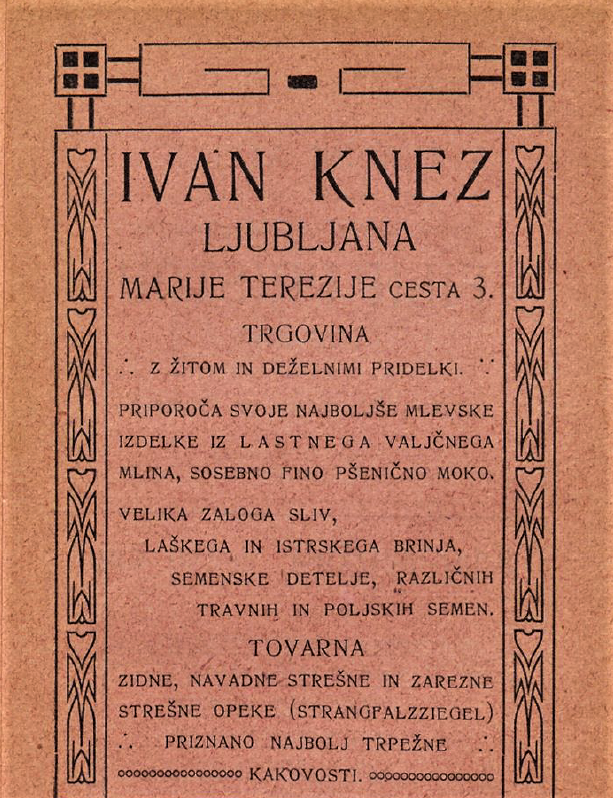 IVAN KNEZ
LJUBLJANA
MARIJE TEREZIJE CESTA 3.
TRGOVINA
∴ Z ŽITOM IN DEŽELNIMI PRIDELKI. ∵
PRIPOROČA SVOJE NAJBOLJŠE MLEVSKE
IZDELKE IZ LASTNEGA VALJČNEGA
MLINA, SOSEBNO FINO PŠENIČNO MOKO.
VELIKA ZALOGA SLIV,
LAŠKEGA IN ISTRSKEGA BRINJA,
SEMENSKE DETELJE, RAZLIČNIH
TRAVNIH IN POLJSKIH SEMEN.
TOVARNA
ZIDNE, NAVADNE STREŠNE IN ZAREZNE
STREŠNE OPEKE (STRANGFALZZIEGEL)
∴ PRIZNANO NAJBOLJ TRPEŽNE ∴
KAKOVOSTI.